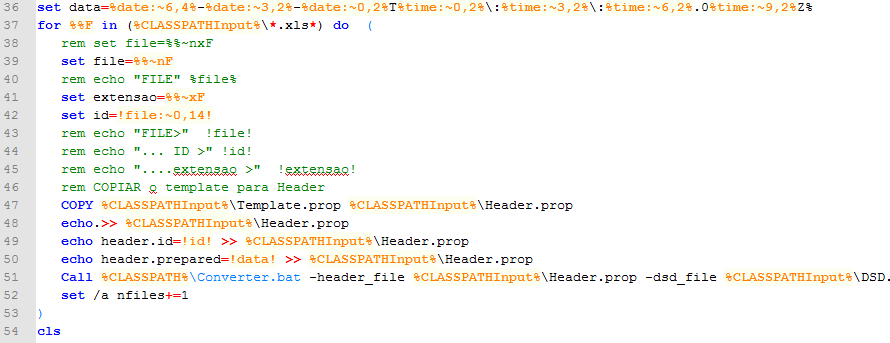 36 set data=%date:~6,4%-%date:~3,2%-%date:~0,2%T%time:~0,2%\:%time:~3,2%\:%time:~6,2%.0%time:~9,2%Z%
37 for %%F in (%CLASSPATHInput%\*.xls*) do  (
38 rem set file=%%~nxF
39 set file=%%~nF
40 rem echo "FILE" %file%
41 set extensao=%%~xF
42 set id=!file:~0,14!
43 rem echo "FILE>"  !file!
44 rem echo "... ID >" !id!
45 rem echo "....extensao >"  !extensao!
46 rem COPIAR o template para Header
47 COPY %CLASSPATHInput%\Template.prop %CLASSPATHInput%\Header.prop
48 echo.>> %CLASSPATHInput%\Header.prop
49 echo header.id=!id! >> %CLASSPATHInput%\Header.prop
50 echo header.prepared=!data! >> %CLASSPATHInput%\Header.prop
51 Call %CLASSPATH%\Converter.bat -header_file %CLASSPATHInput%\Header.prop -dsd_file %CLASSPATHInput%\DSD.
52 set /a nfiles+=1
53 )
54 cls